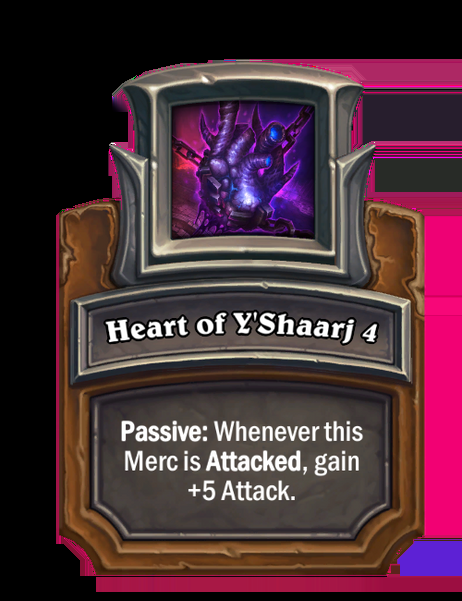 Heart of Y'Shaarj 4
Passive: Whenever this
Merc is Attacked, gain
+5 Attack.